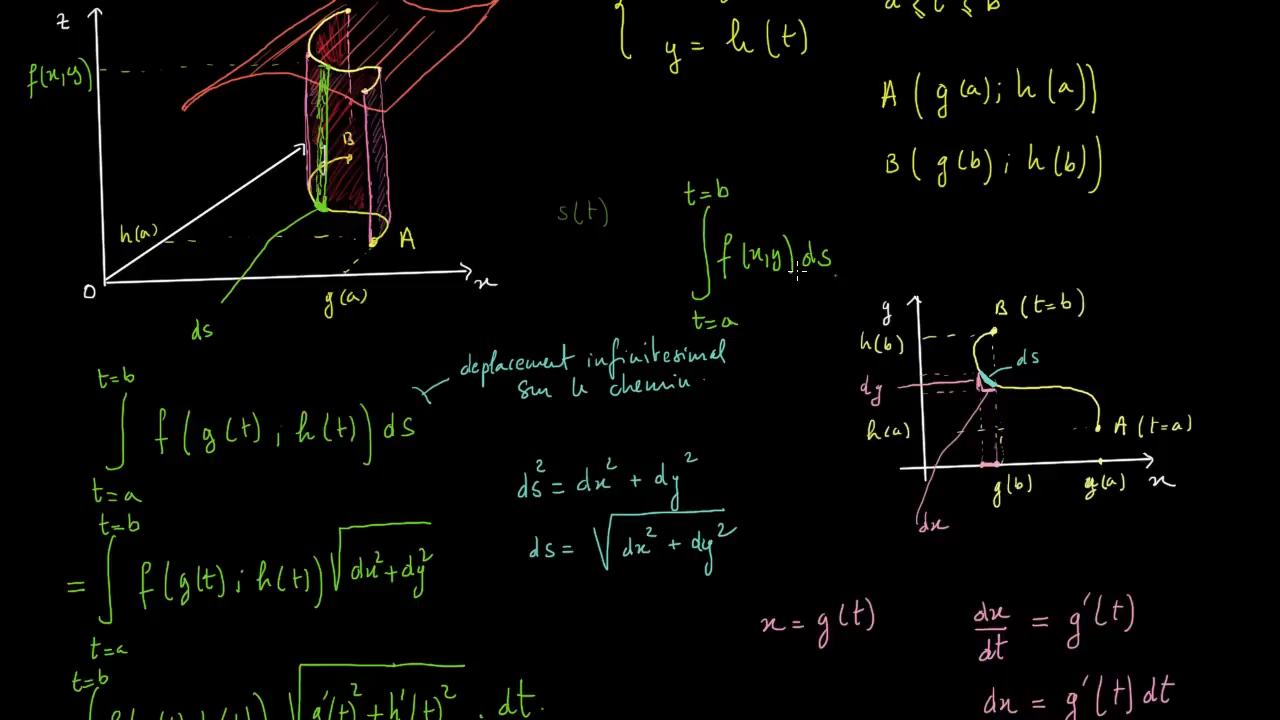 z
f(x,y)
B
h(a)
A
0
g(a)
x
ds
y = h(t)
A ( g(a) ; h(a) )
B ( g(b) ; h(b) )
s(t)
t=b
∫ f(x,y) ds
t=a
y
B (t=b)
h(b)
ds
dy
h(a)
A (t=a)
g(b)
g(a)
x
dx
deplacement infinitesimal
sur le chemin.
t=b
∫ f( g(t) ; h(t) ) ds
t=a
ds² = dx² + dy²
ds = √dx² + dy²
t=b
= ∫ f( g(t) ; h(t) ) √dx²+dy²
t=a
x = g(t)
dx/dt = g'(t)
dx = g'(t) dt
t=b
√g'(t)² + h'(t)² . dt.